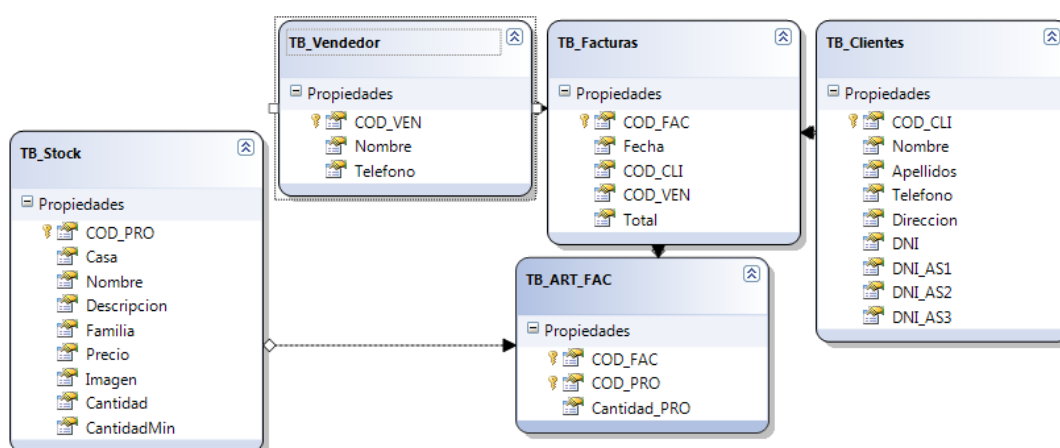 TB_Vendedor
Propiedades
COD_VEN
Nombre
Telefono
TB_Facturas
Propiedades
COD_FAC
Fecha
COD_CLI
COD_VEN
Total
TB_Clientes
Propiedades
COD_CLI
Nombre
Apellidos
Telefono
Direccion
DNI
DNI_AS1
DNI_AS2
DNI_AS3
TB_Stock
Propiedades
COD_PRO
Casa
Nombre
Descripcion
Familia
Precio
Imagen
Cantidad
CantidadMin
TB_ART_FAC
Propiedades
COD_FAC
COD_PRO
Cantidad_PRO